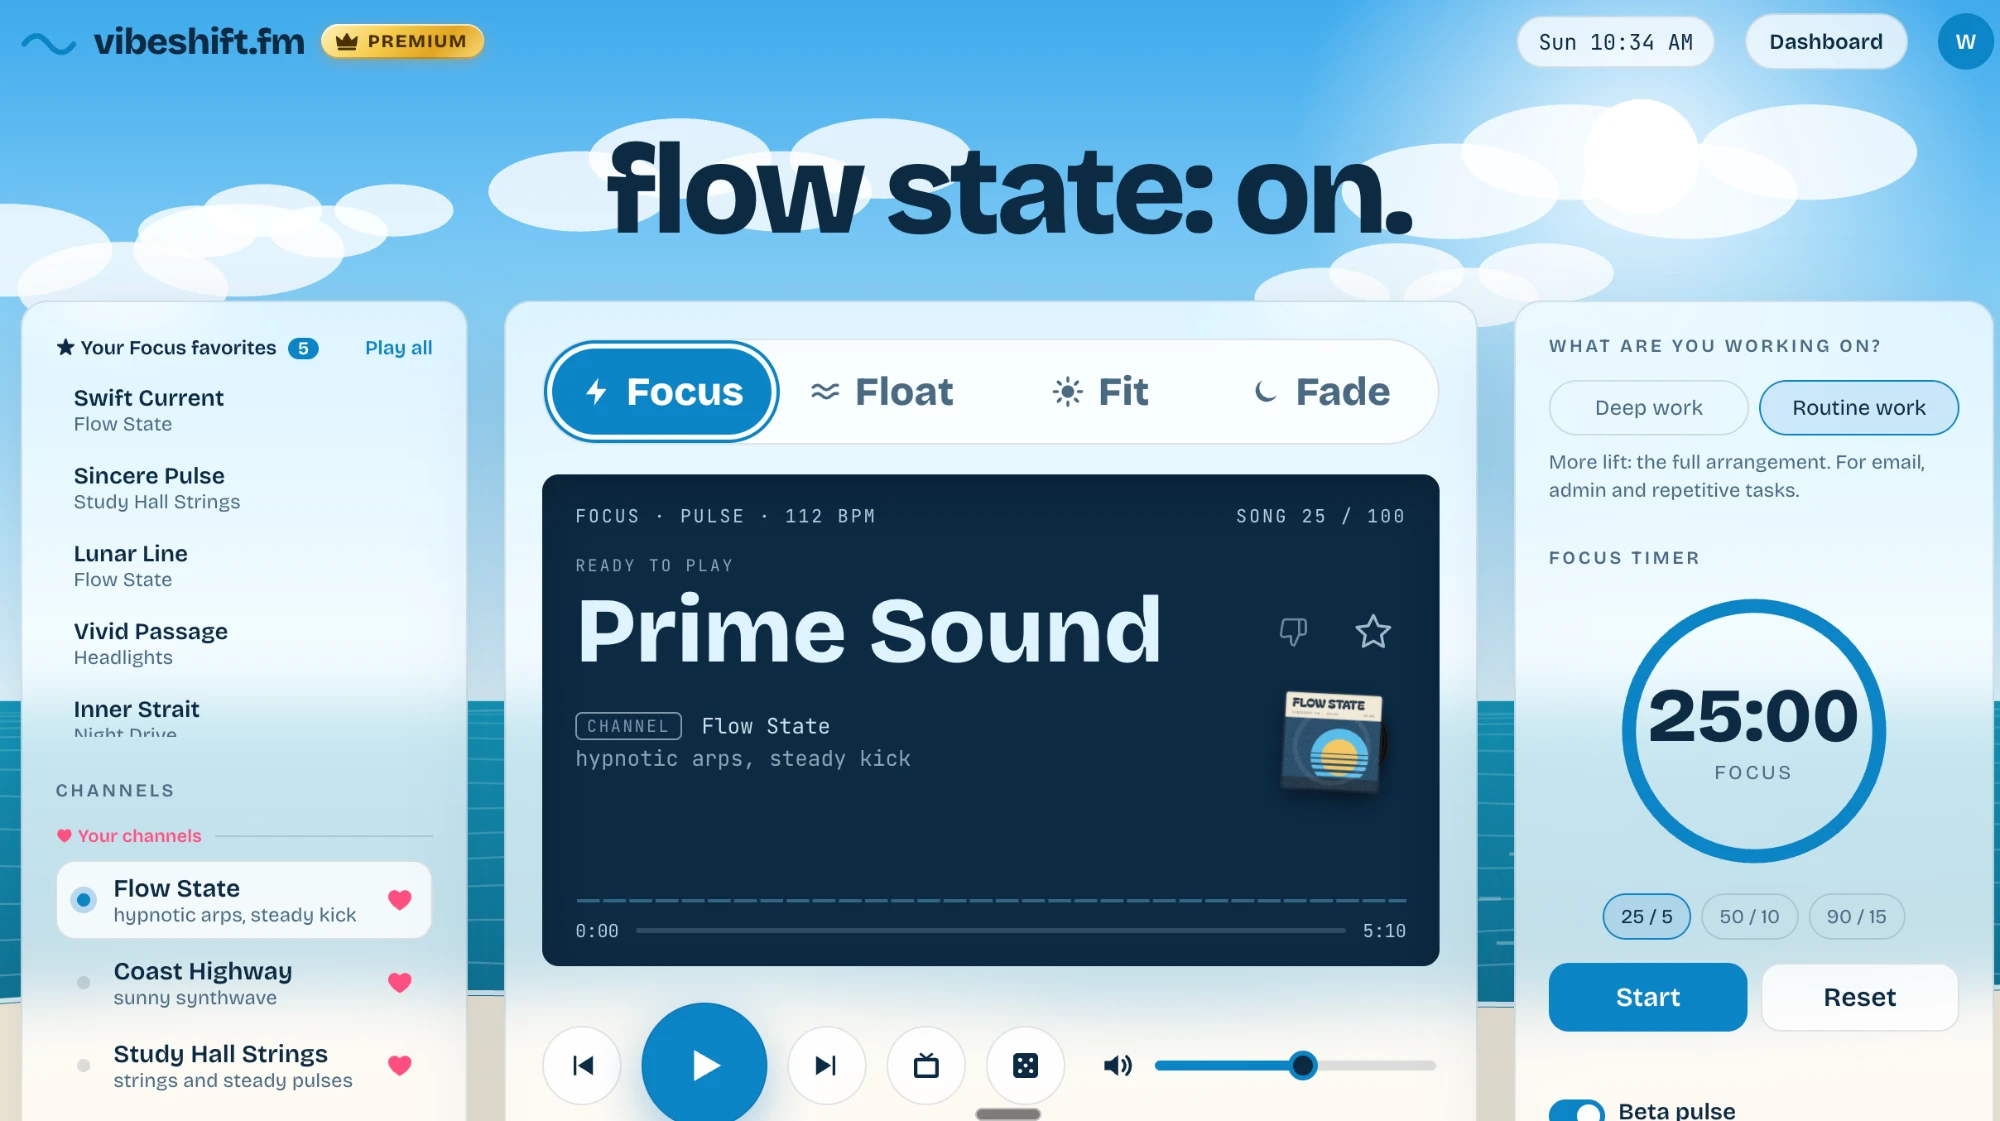 vibeshift.fm
PREMIUM
Sun 10:34 AM
Dashboard
W
flow state: on.
Your Focus favorites 5
Play all
Swift Current
Flow State
Sincere Pulse
Study Hall Strings
Lunar Line
Flow State
Vivid Passage
Headlights
Inner Strait
Night Drive
CHANNELS
Your channels
Flow State
hypnotic arps, steady kick
Coast Highway
sunny synthwave
Study Hall Strings
strings and steady pulses
Focus
Float
Fit
Fade
FOCUS · PULSE · 112 BPM
SONG 25 / 100
READY TO PLAY
Prime Sound
CHANNEL Flow State
hypnotic arps, steady kick
FLOW STATE
0:00
5:10
WHAT ARE YOU WORKING ON?
Deep work
Routine work
More lift: the full arrangement. For email,
admin and repetitive tasks.
FOCUS TIMER
25:00
FOCUS
25 / 5
50 / 10
90 / 15
Start
Reset
Beta pulse